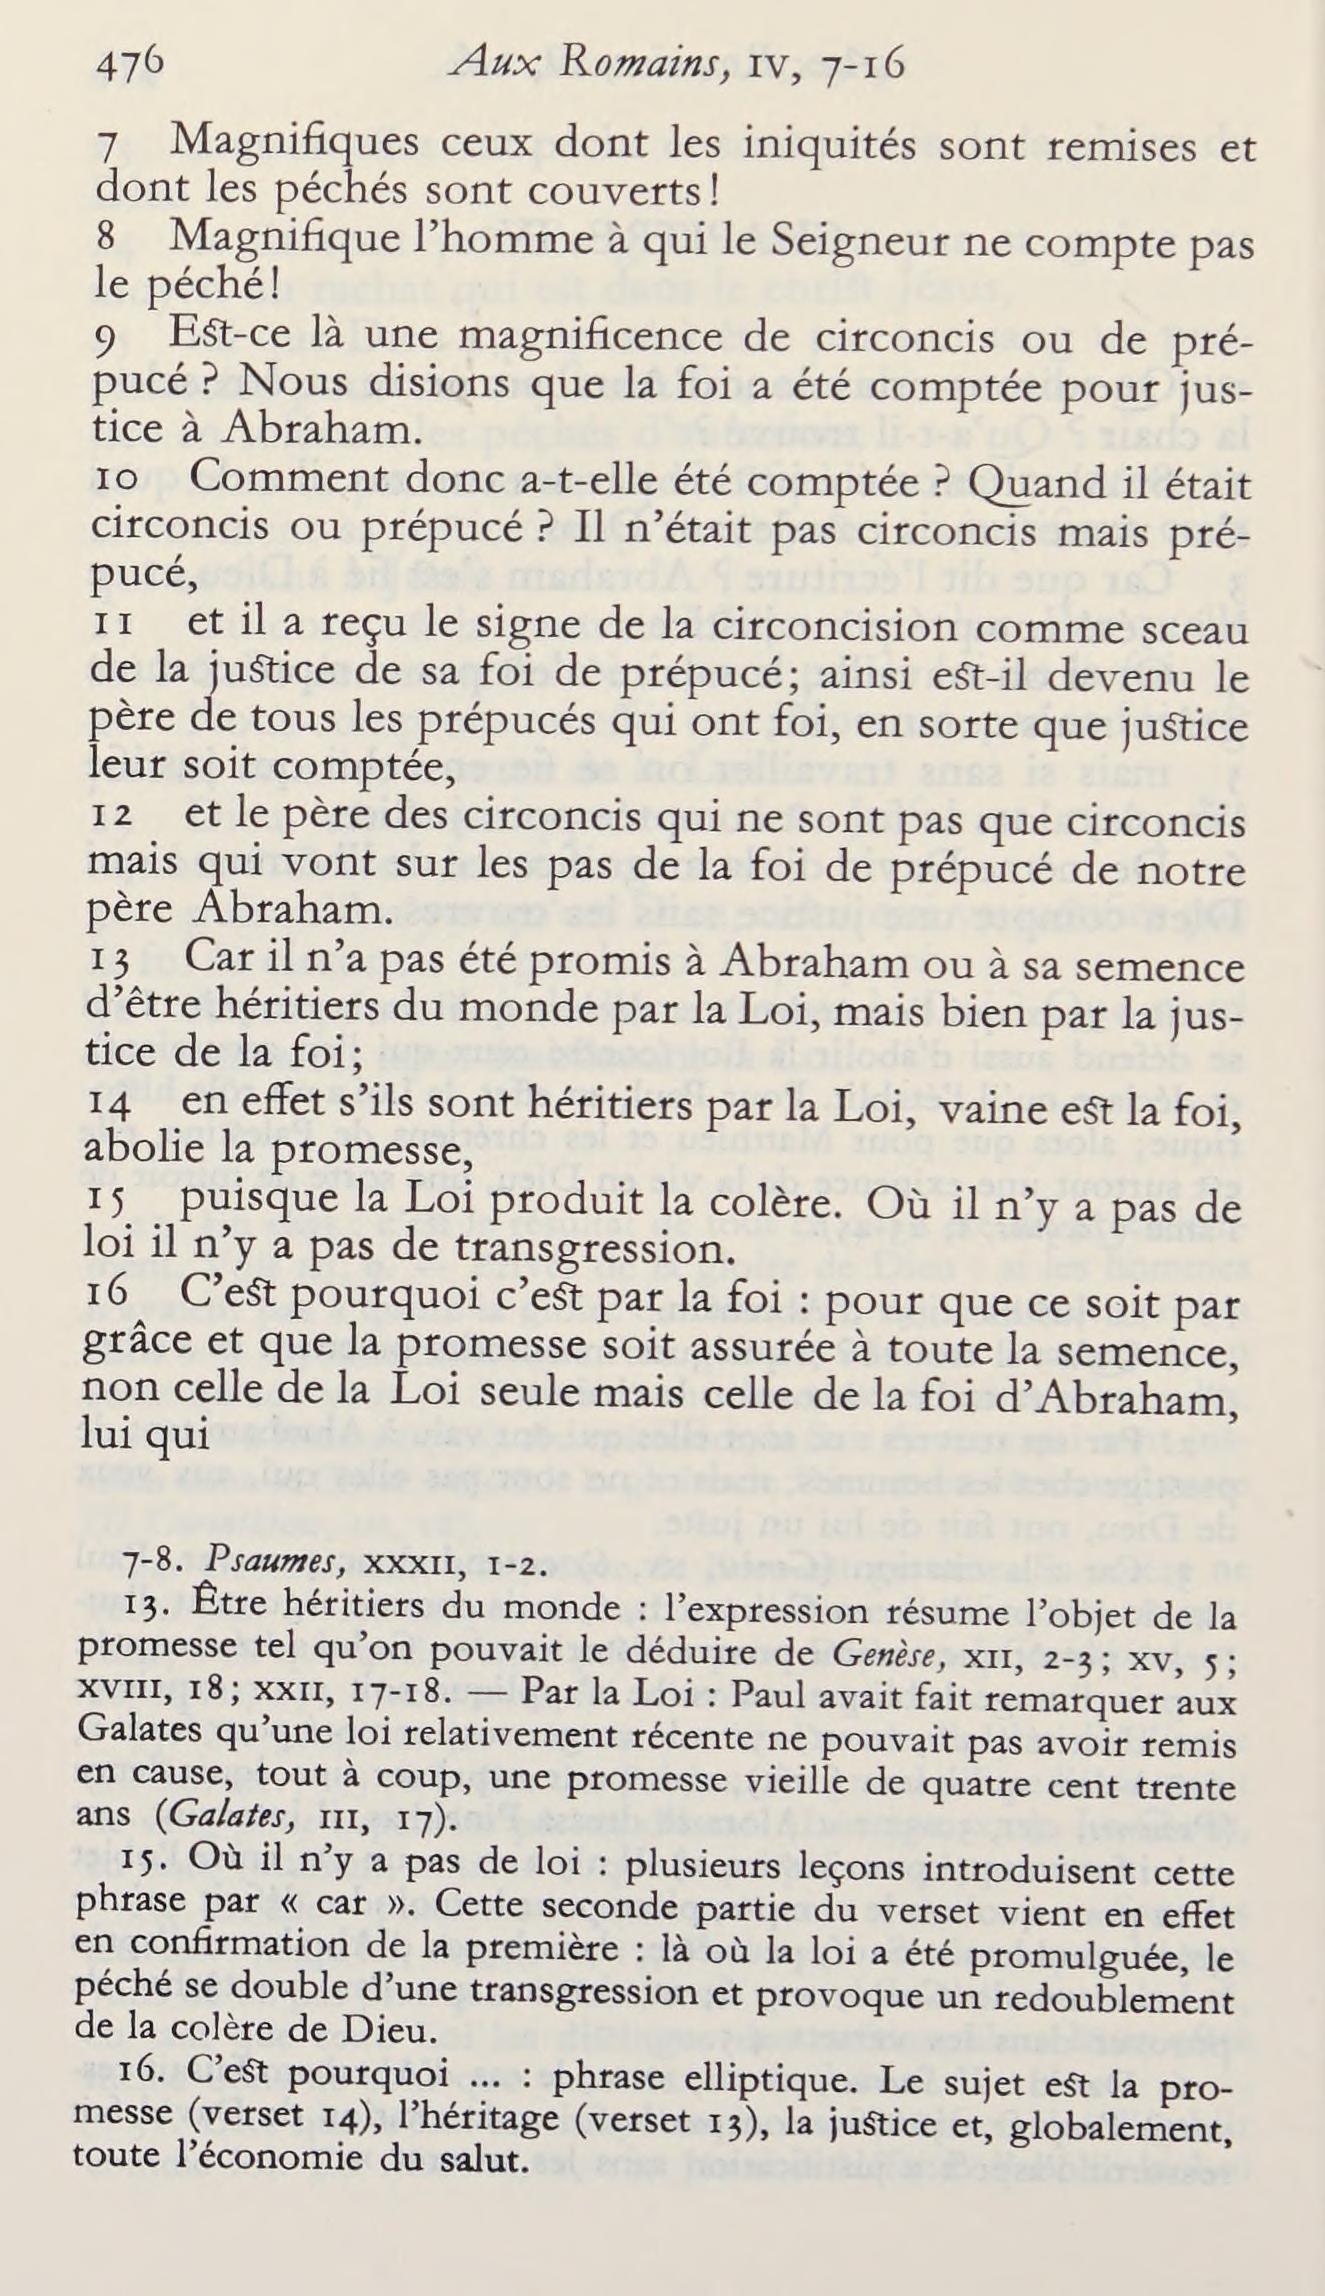 476 Aux Romains, IV, 7-16
7 Magnifiques ceux dont les iniquités sont remises et
dont les péchés sont couverts !
8 Magnifique l’homme à qui le Seigneur ne compte pas
le péché !
9 Est-ce là une magnificence de circoncis ou de pré-
pucé ? Nous disions que la foi a été comptée pour jus-
tice à Abraham.
10 Comment donc a-t-elle été comptée ? Quand il était
circoncis ou prépucé ? Il n’était pas circoncis mais pré-
pucé,
11 et il a reçu le signe de la circoncision comme sceau
de la justice de sa foi de prépucé ; ainsi est-il devenu le
père de tous les prépucés qui ont foi, en sorte que justice
leur soit comptée,
12 et le père des circoncis qui ne sont pas que circoncis
mais qui vont sur les pas de la foi de prépucé de notre
père Abraham.
13 Car il n’a pas été promis à Abraham ou à sa semence
d’être héritiers du monde par la Loi, mais bien par la jus-
tice de la foi ;
14 en effet s’ils sont héritiers par la Loi, vaine est la foi,
abolie la promesse,
15 puisque la Loi produit la colère. Où il n’y a pas de
loi il n’y a pas de transgression.
16 C’est pourquoi c’est par la foi : pour que ce soit par
grâce et que la promesse soit assurée à toute la semence,
non celle de la Loi seule mais celle de la foi d’Abraham,
lui qui
7-8. Psaumes, XXXII, 1-2.
13. Être héritiers du monde : l’expression résume l’objet de la
promesse tel qu’on pouvait le déduire de Genèse, XII, 2-3 ; XV, 5 ;
XVIII, 18 ; XXII, 17-18. — Par la Loi : Paul avait fait remarquer aux
Galates qu’une loi relativement récente ne pouvait pas avoir remis
en cause, tout à coup, une promesse vieille de quatre cent trente
ans (Galates, III, 17).
15. Où il n’y a pas de loi : plusieurs leçons introduisent cette
phrase par « car ». Cette seconde partie du verset vient en effet
en confirmation de la première : là où la loi a été promulguée, le
péché se double d’une transgression et provoque un redoublement
de la colère de Dieu.
16. C’est pourquoi ... : phrase elliptique. Le sujet est la pro-
messe (verset 14), l’héritage (verset 13), la justice et, globalement,
toute l’économie du salut.